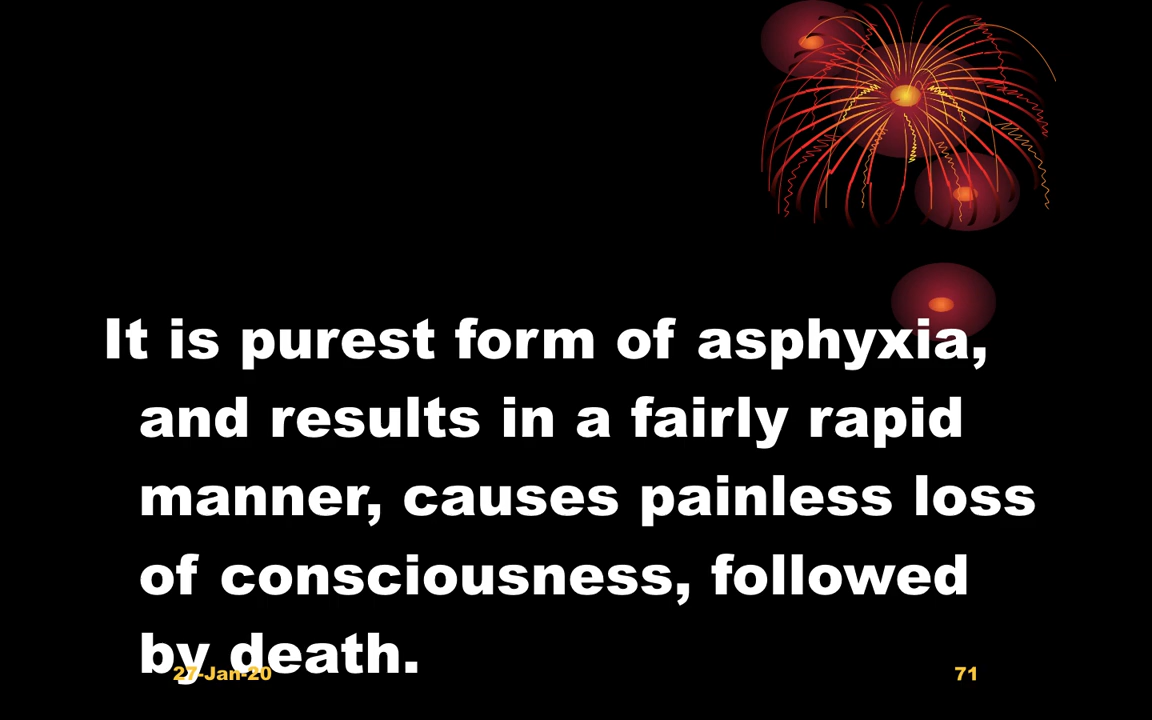 It is purest form of asphyxia,
and results in a fairly rapid
manner, causes painless loss
of consciousness, followed
by death.
27-Jan-20
71